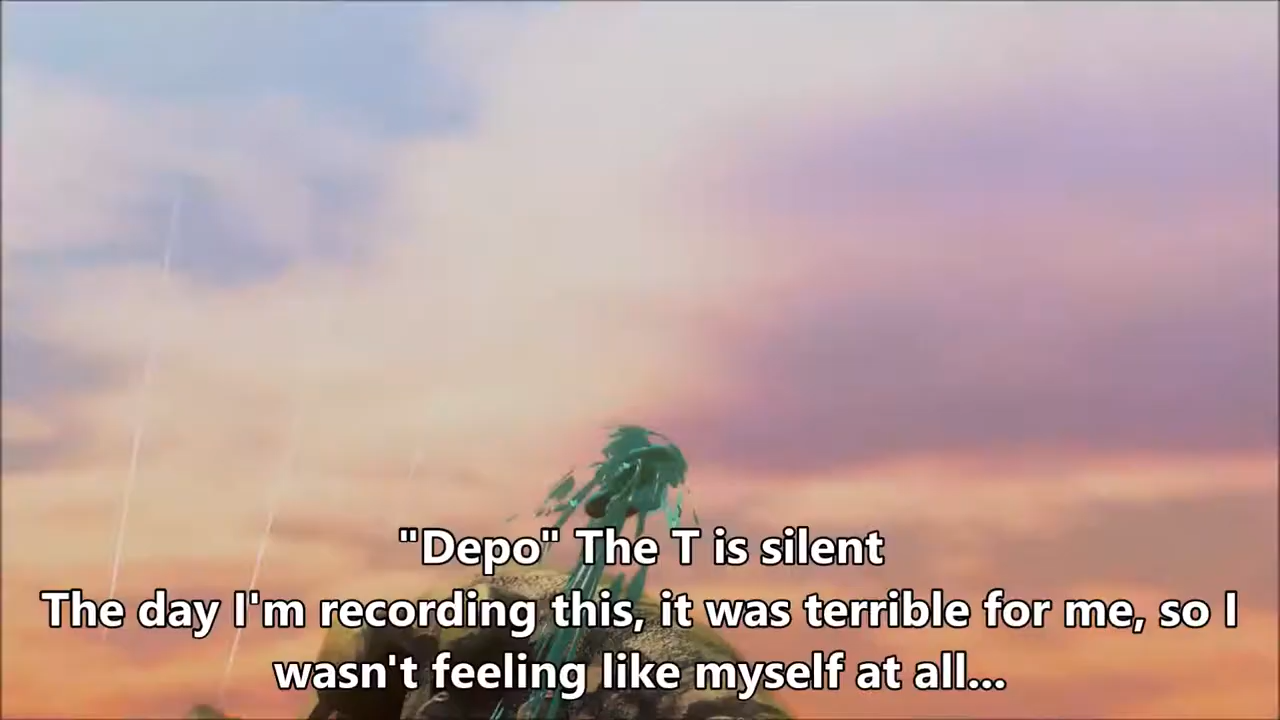 "Depo" The T is silent
The day I'm recording this, it was terrible for me, so I
wasn't feeling like myself at all...